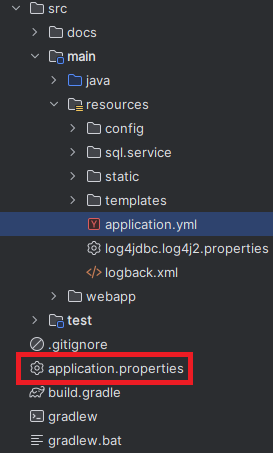 src
docs
main
java
resources
config
sql.service
static
templates
application.yml
log4jdbc.log4j2.properties
logback.xml
webapp
test
.gitignore
application.properties
build.gradle
gradlew
gradlew.bat